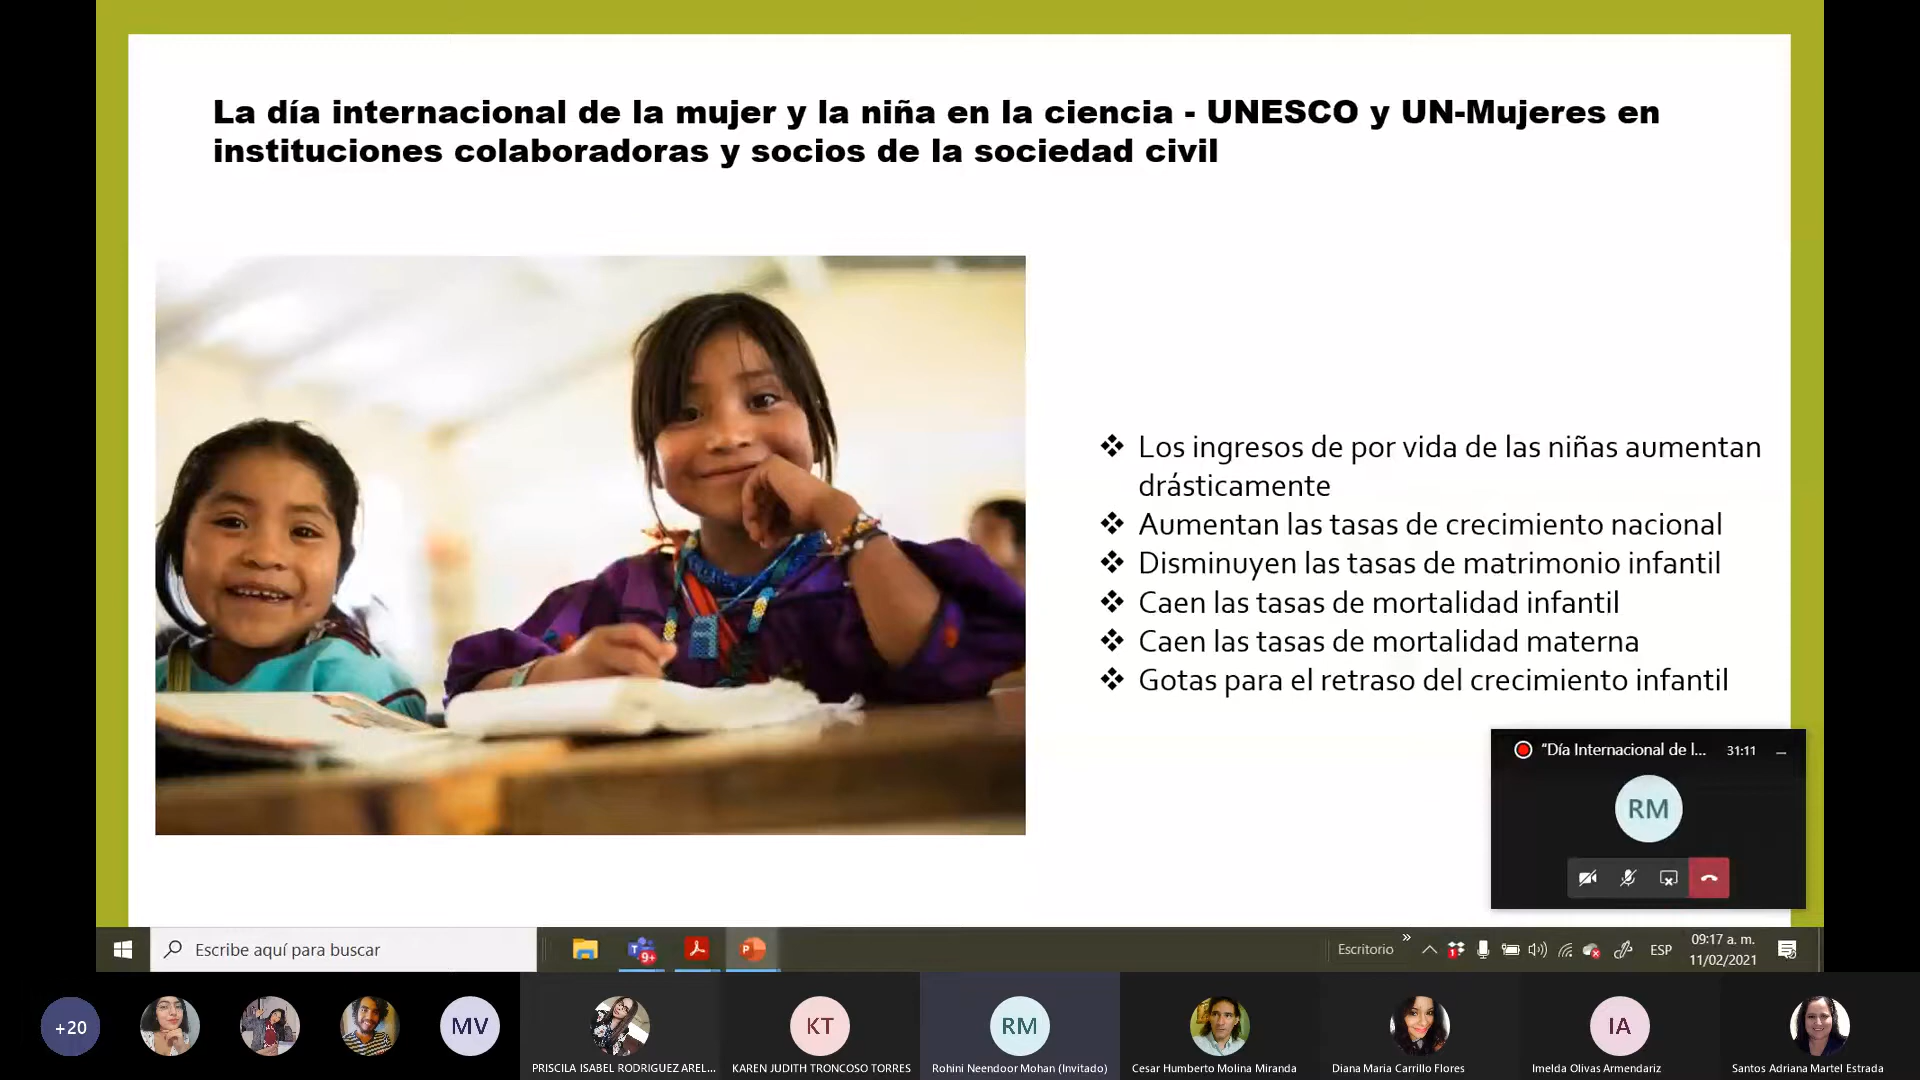 La día internacional de la mujer y la niña en la ciencia - UNESCO y UN-Mujeres en
instituciones colaboradoras y socios de la sociedad civil
❖ Los ingresos de por vida de las niñas aumentan
drásticamente
❖ Aumentan las tasas de crecimiento nacional
❖ Disminuyen las tasas de matrimonio infantil
❖ Caen las tasas de mortalidad infantil
❖ Caen las tasas de mortalidad materna
❖ Gotas para el retraso del crecimiento infantil
“Día Internacional de l... 31:11
RM
Escribe aquí para buscar
9+
Escritorio
»
1
ESP
09:17 a. m.
11/02/2021
+20
MV
KT
RM
IA
PRISCILA ISABEL RODRIGUEZ AREL...
KAREN JUDITH TRONCOSO TORRES
Rohini Neendoor Mohan (Invitado)
Cesar Humberto Molina Miranda
Diana Maria Carrillo Flores
Imelda Olivas Armendariz
Santos Adriana Martel Estrada